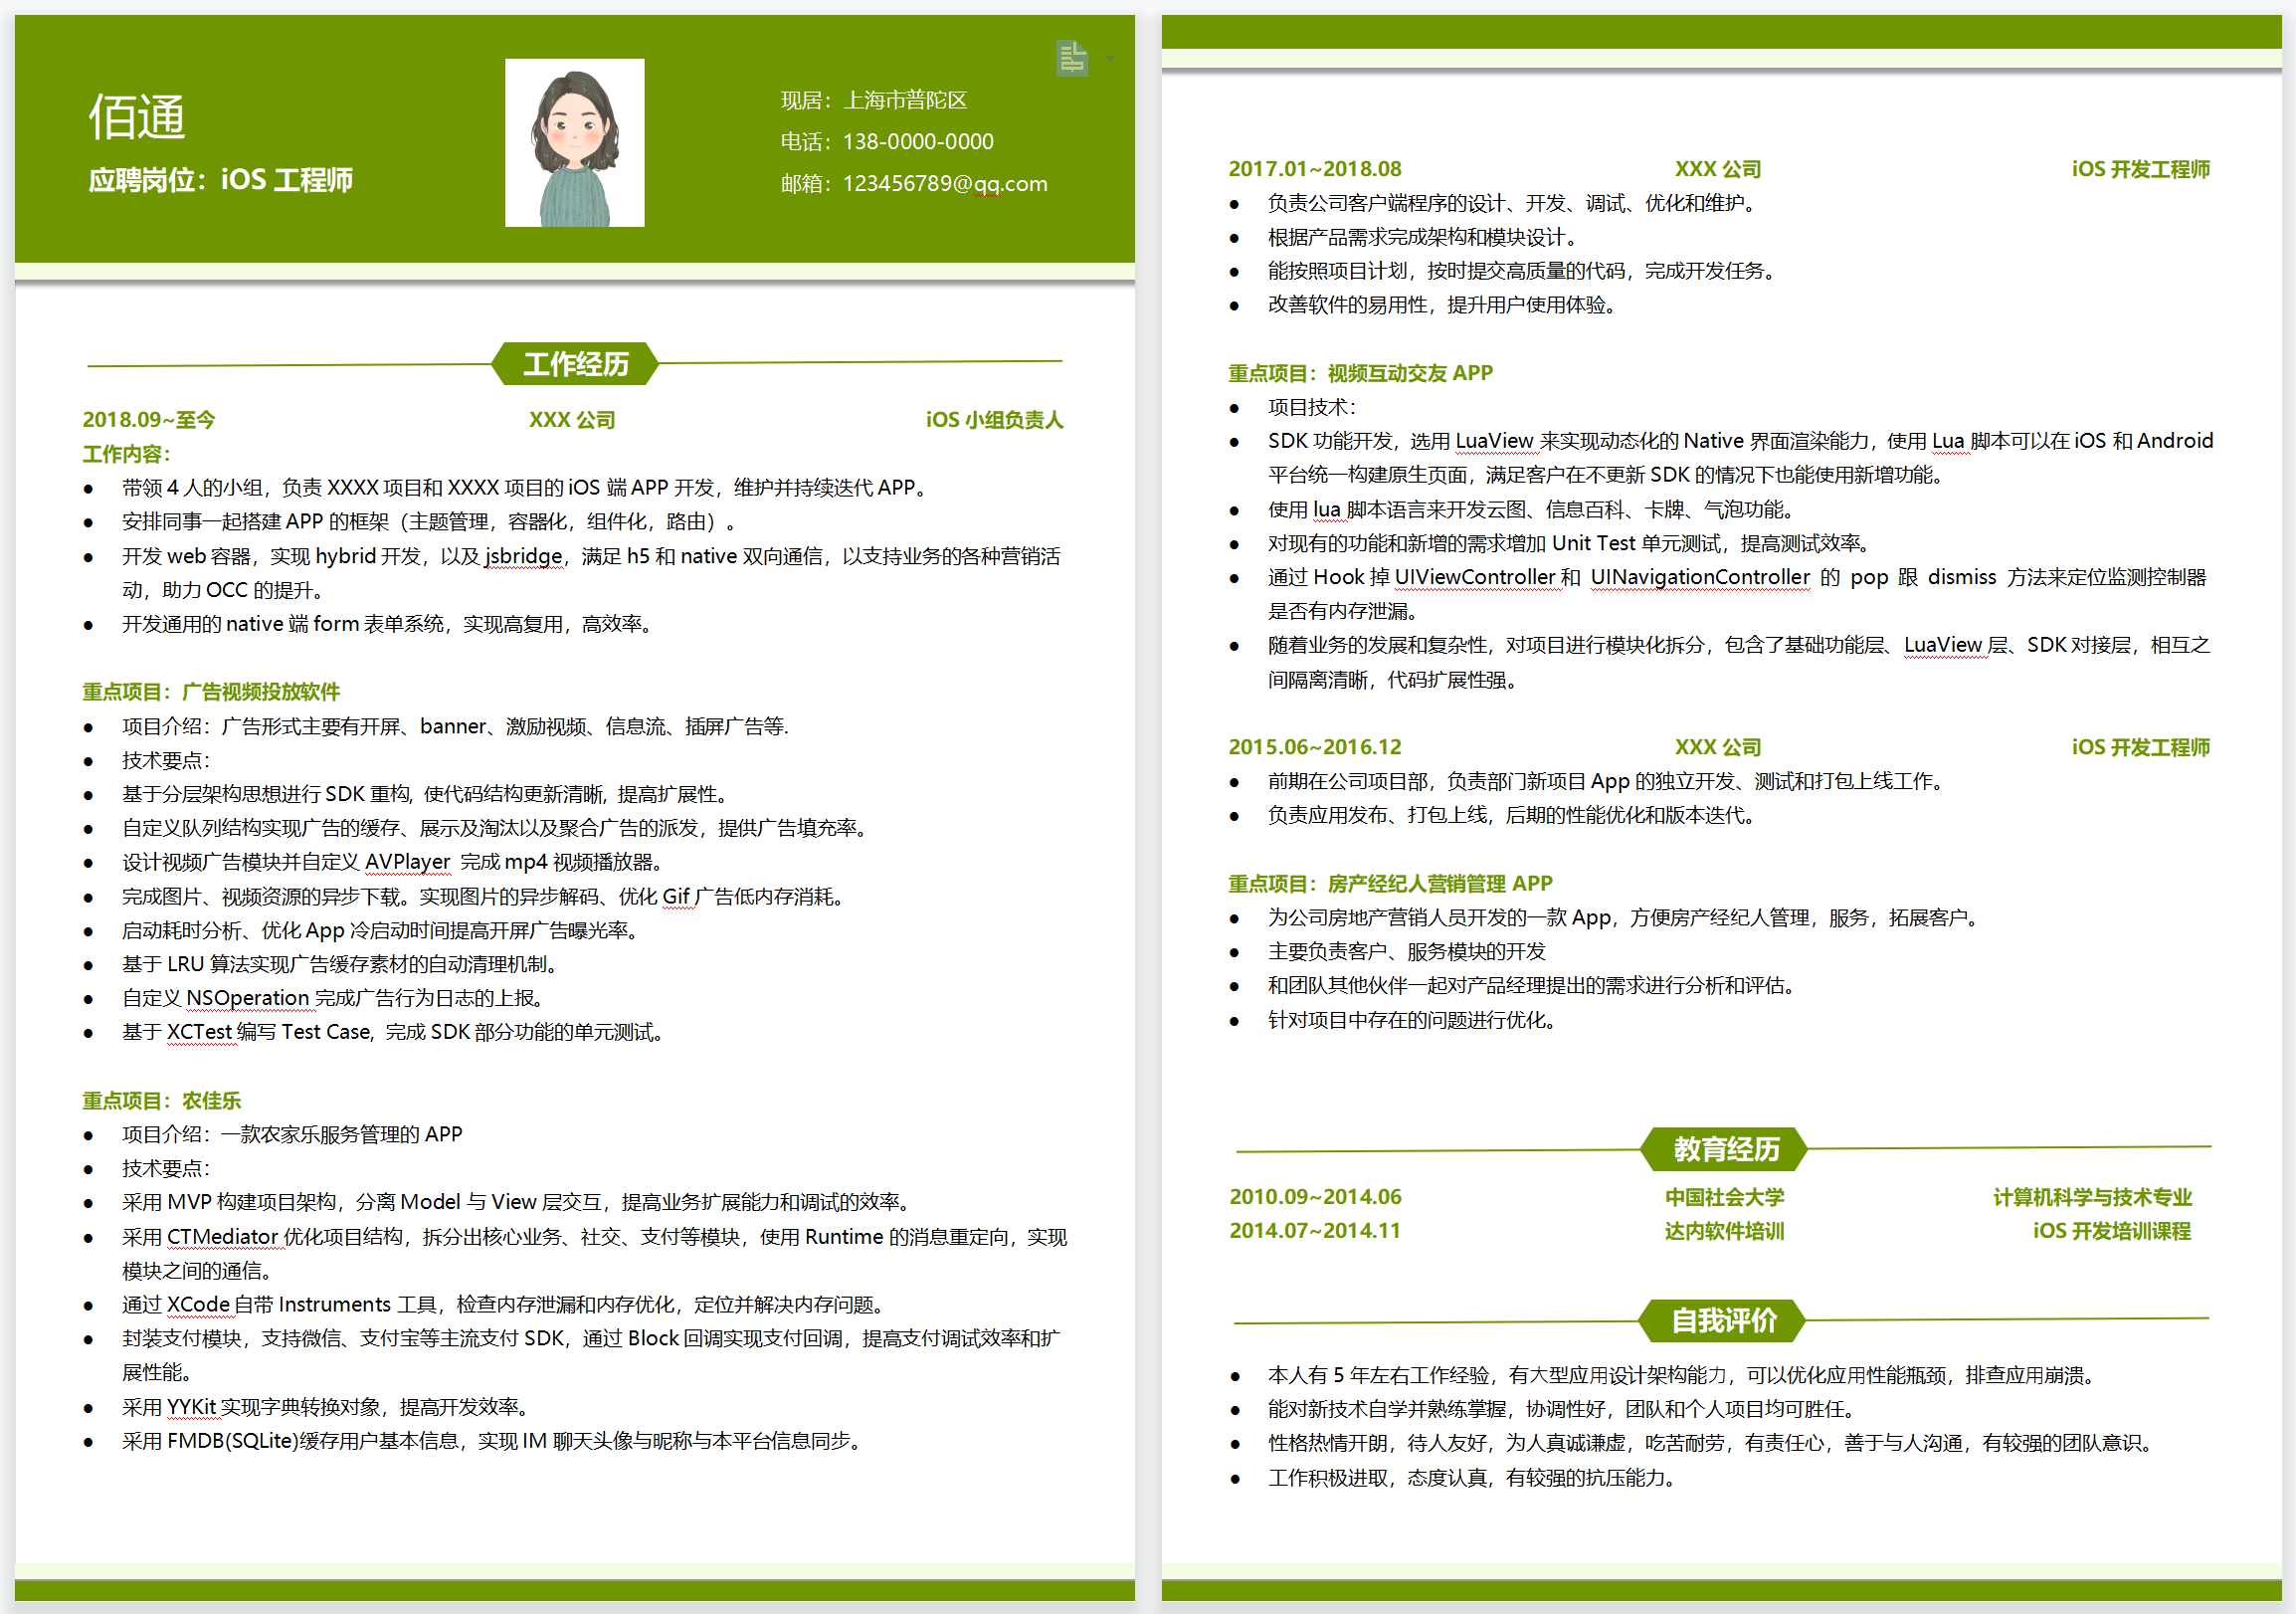 佰通
应聘岗位：iOS 工程师
现居：上海市普陀区
电话：138-0000-0000
邮箱：123456789@qq.com
工作经历
2018.09~至今 XXX 公司 iOS 小组负责人
工作内容：
● 带领 4 人的小组，负责 XXXX 项目和 XXXX 项目的 iOS 端 APP 开发，维护并持续迭代 APP。
● 安排同事一起搭建 APP 的框架（主题管理，容器化，组件化，路由）。
● 开发 web 容器，实现 hybrid 开发，以及 jsbridge，满足 h5 和 native 双向通信，以支持业务的各种营销活
动，助力 OCC 的提升。
● 开发通用的 native 端 form 表单系统，实现高复用，高效率。
重点项目：广告视频投放软件
● 项目介绍：广告形式主要有开屏、banner、激励视频、信息流、插屏广告等.
● 技术要点：
● 基于分层架构思想进行 SDK 重构, 使代码结构更新清晰, 提高扩展性。
● 自定义队列结构实现广告的缓存、展示及淘汰以及聚合广告的派发，提供广告填充率。
● 设计视频广告模块并自定义 AVPlayer 完成 mp4 视频播放器。
● 完成图片、视频资源的异步下载。实现图片的异步解码、优化 Gif 广告低内存消耗。
● 启动耗时分析、优化 App 冷启动时间提高开屏广告曝光率。
● 基于 LRU 算法实现广告缓存素材的自动清理机制。
● 自定义 NSOperation 完成广告行为日志的上报。
● 基于 XCTest 编写 Test Case, 完成 SDK 部分功能的单元测试。
重点项目：农佳乐
● 项目介绍：一款农家乐服务管理的 APP
● 技术要点：
● 采用 MVP 构建项目架构，分离 Model 与 View 层交互，提高业务扩展能力和调试的效率。
● 采用 CTMediator 优化项目结构，拆分出核心业务、社交、支付等模块，使用 Runtime 的消息重定向，实现
模块之间的通信。
● 通过 XCode 自带 Instruments 工具，检查内存泄漏和内存优化，定位并解决内存问题。
● 封装支付模块，支持微信、支付宝等主流支付 SDK，通过 Block 回调实现支付回调，提高支付调试效率和扩
展性能。
● 采用 YYKit 实现字典转换对象，提高开发效率。
● 采用 FMDB(SQLite)缓存用户基本信息，实现 IM 聊天头像与昵称与本平台信息同步。
2017.01~2018.08 XXX 公司 iOS 开发工程师
● 负责公司客户端程序的设计、开发、调试、优化和维护。
● 根据产品需求完成架构和模块设计。
● 能按照项目计划，按时提交高质量的代码，完成开发任务。
● 改善软件的易用性，提升用户使用体验。
重点项目：视频互动交友 APP
● 项目技术：
● SDK 功能开发，选用 LuaView 来实现动态化的 Native 界面渲染能力，使用 Lua 脚本可以在 iOS 和 Android
平台统一构建原生页面，满足客户在不更新 SDK 的情况下也能使用新增功能。
● 使用 lua 脚本语言来开发云图、信息百科、卡牌、气泡功能。
● 对现有的功能和新增的需求增加 Unit Test 单元测试，提高测试效率。
● 通过 Hook 掉 UIViewController 和 UINavigationController 的 pop 跟 dismiss 方法来定位监测控制器
是否有内存泄漏。
● 随着业务的发展和复杂性，对项目进行模块化拆分，包含了基础功能层、LuaView 层、SDK 对接层，相互之
间隔离清晰，代码扩展性强。
2015.06~2016.12 XXX 公司 iOS 开发工程师
● 前期在公司项目部，负责部门新项目 App 的独立开发、测试和打包上线工作。
● 负责应用发布、打包上线，后期的性能优化和版本迭代。
重点项目：房产经纪人营销管理 APP
● 为公司房地产营销人员开发的一款 App，方便房产经纪人管理，服务，拓展客户。
● 主要负责客户、服务模块的开发
● 和团队其他伙伴一起对产品经理提出的需求进行分析和评估。
● 针对项目中存在的问题进行优化。
教育经历
2010.09~2014.06 中国社会大学 计算机科学与技术专业
2014.07~2014.11 达内软件培训 iOS 开发培训课程
自我评价
● 本人有 5 年左右工作经验，有大型应用设计架构能力，可以优化应用性能瓶颈，排查应用崩溃。
● 能对新技术自学并熟练掌握，协调性好，团队和个人项目均可胜任。
● 性格热情开朗，待人友好，为人真诚谦虚，吃苦耐劳，有责任心，善于与人沟通，有较强的团队意识。
● 工作积极进取，态度认真，有较强的抗压能力。